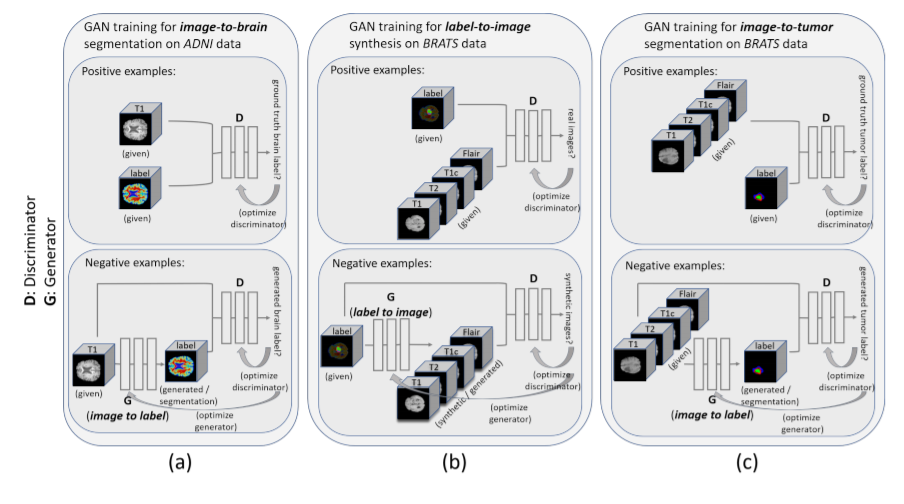 D: Discriminator
G: Generator
GAN training for image-to-brain
segmentation on ADNI data
Positive examples:
T1
(given)
label
(given)
D
ground truth brain label?
(optimize
discriminator)
Negative examples:
T1
(given)
G
(image to label)
label
(generated /
segmentation)
D
generated brain label?
(optimize
discriminator)
(optimize
generator)
(a)
GAN training for label-to-image
synthesis on BRATS data
Positive examples:
label
(given)
Flair
T1c
T2
T1
(given)
D
real images?
(optimize
discriminator)
Negative examples:
label
(given)
G
(label to image)
Flair
T1c
T2
T1
(synthetic / generated)
D
synthetic images?
(optimize
discriminator)
(optimize
generator)
(b)
GAN training for image-to-tumor
segmentation on BRATS data
Positive examples:
Flair
T1c
T2
T1
(given)
label
(given)
D
ground truth tumor label?
(optimize
discriminator)
Negative examples:
Flair
T1c
T2
T1
(given)
G
(image to label)
label
(generated /
segmentation)
D
generated tumor label?
(optimize
discriminator)
(optimize
generator)
(c)